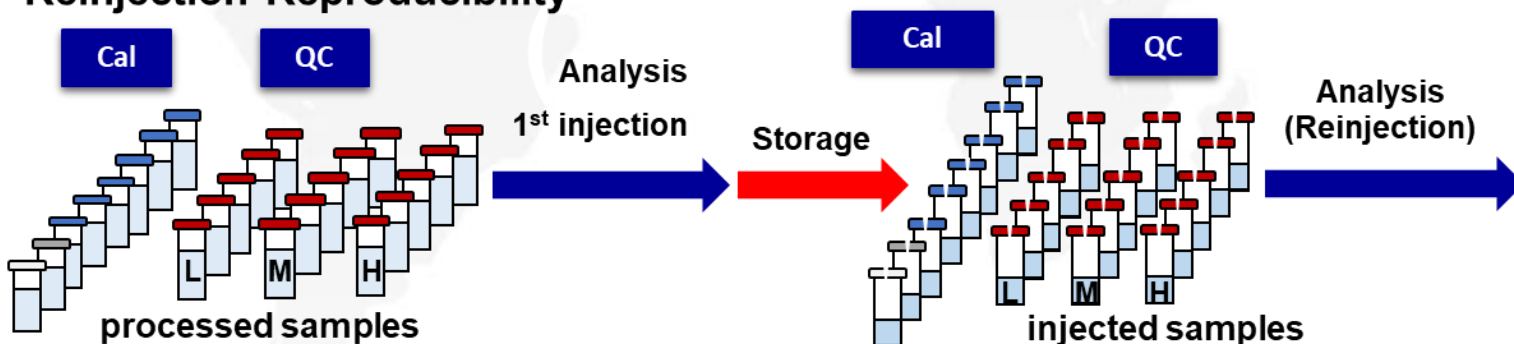 Reinjection Reproducibility
Cal
QC
Analysis
1st injection
Storage
Cal
QC
Analysis
(Reinjection)
L
M
H
L
M
H
processed samples
injected samples